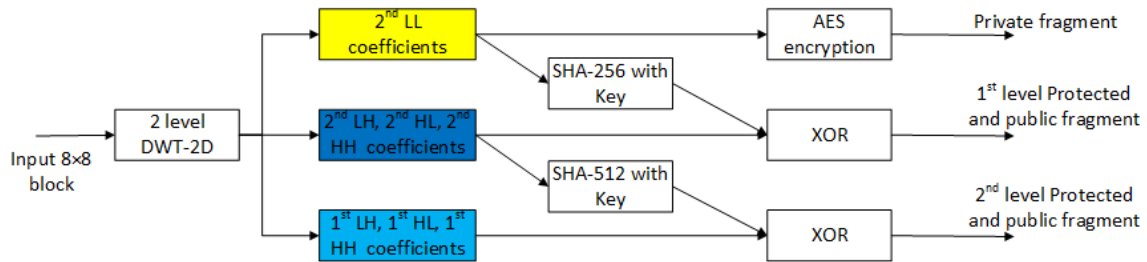 2nd LL
coefficients
AES
encryption
Private fragment
SHA-256 with
Key
Input 8×8
block
2 level
DWT-2D
2nd LH, 2nd HL, 2nd
HH coefficients
XOR
1st level Protected
and public fragment
SHA-512 with
Key
1st LH, 1st HL, 1st
HH coefficients
XOR
2nd level Protected
and public fragment